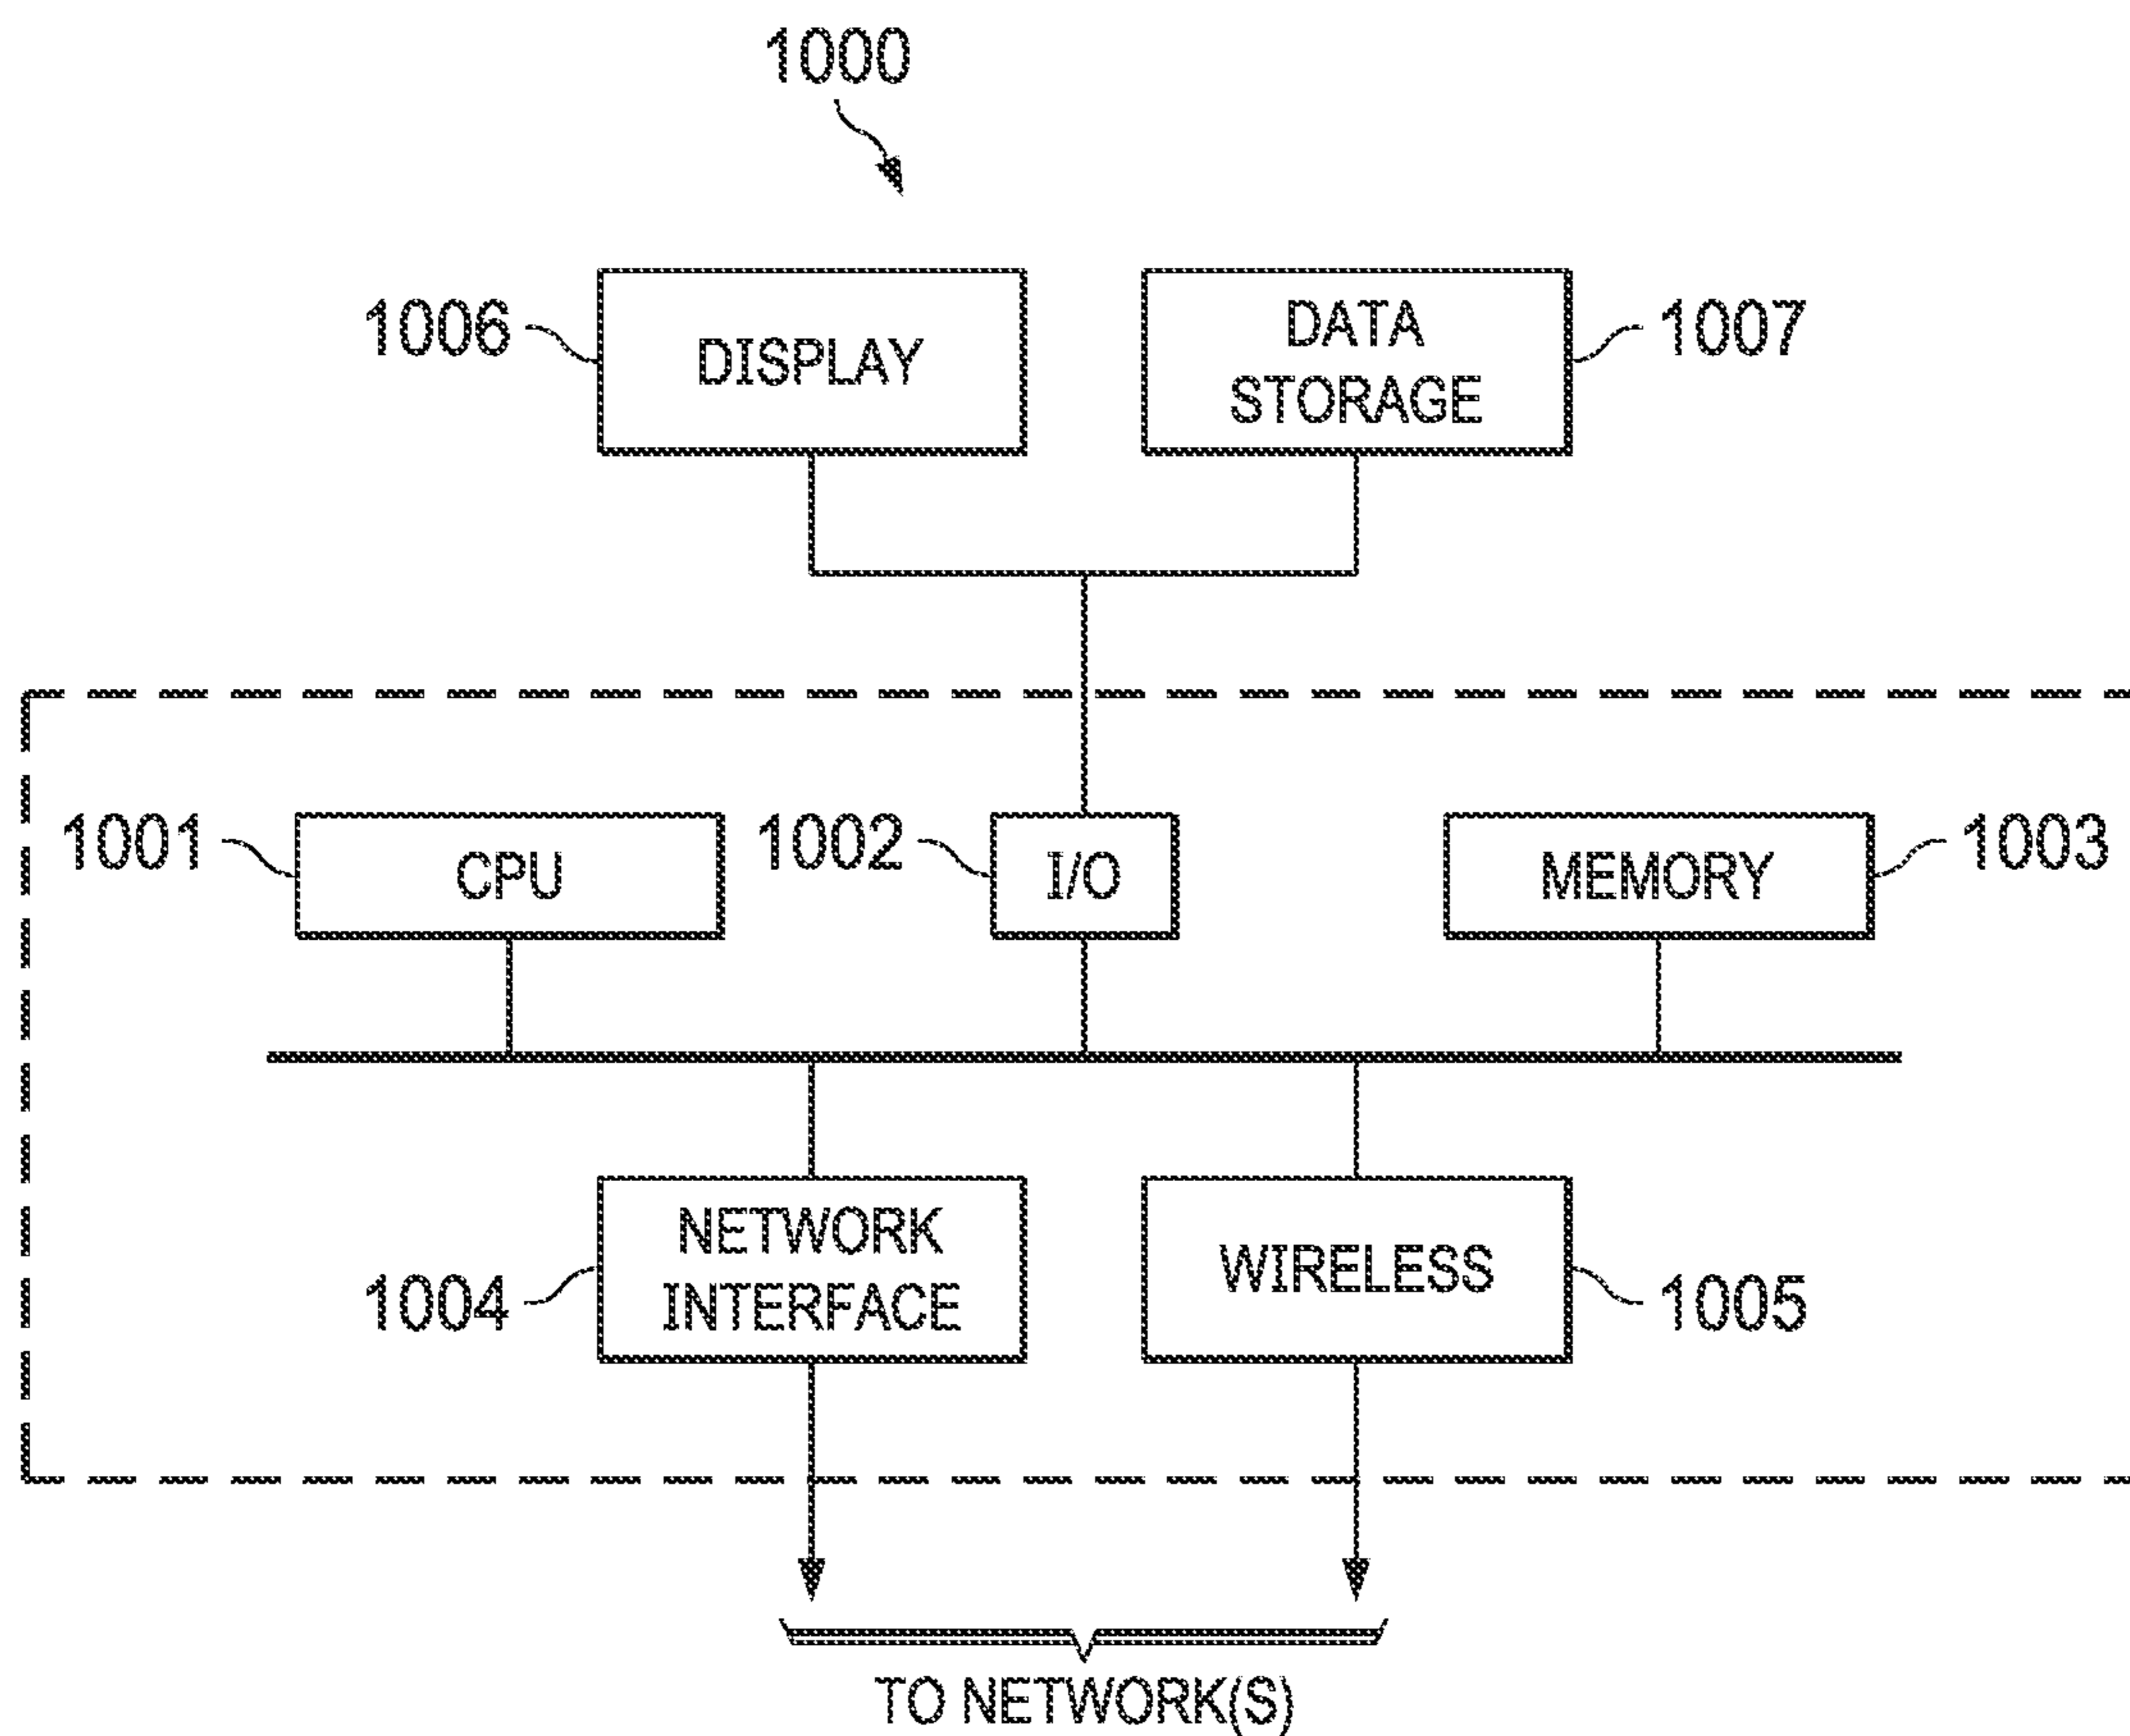 1000
1006
DISPLAY
DATA
STORAGE
1007
1001
CPU
1002
I/O
MEMORY
1003
1004
NETWORK
INTERFACE
WIRELESS
1005
TO NETWORK(S)